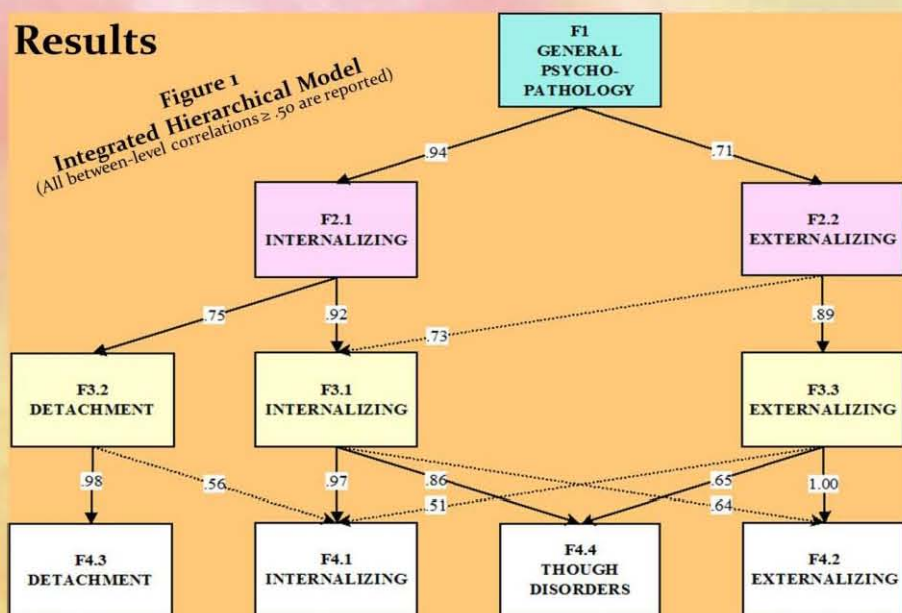 Results
Figure 1
Integrated Hierarchical Model
(All between-level correlations ≥ .50 are reported)
F1
GENERAL
PSYCHO-
PATHOLOGY
.94
.71
F2.1
INTERNALIZING
F2.2
EXTERNALIZING
.75
.92
.73
.89
F3.2
DETACHMENT
F3.1
INTERNALIZING
F3.3
EXTERNALIZING
.98
.56
.97
.86
.51
.65
.64
1.00
F4.3
DETACHMENT
F4.1
INTERNALIZING
F4.4
THOUGH
DISORDERS
F4.2
EXTERNALIZING